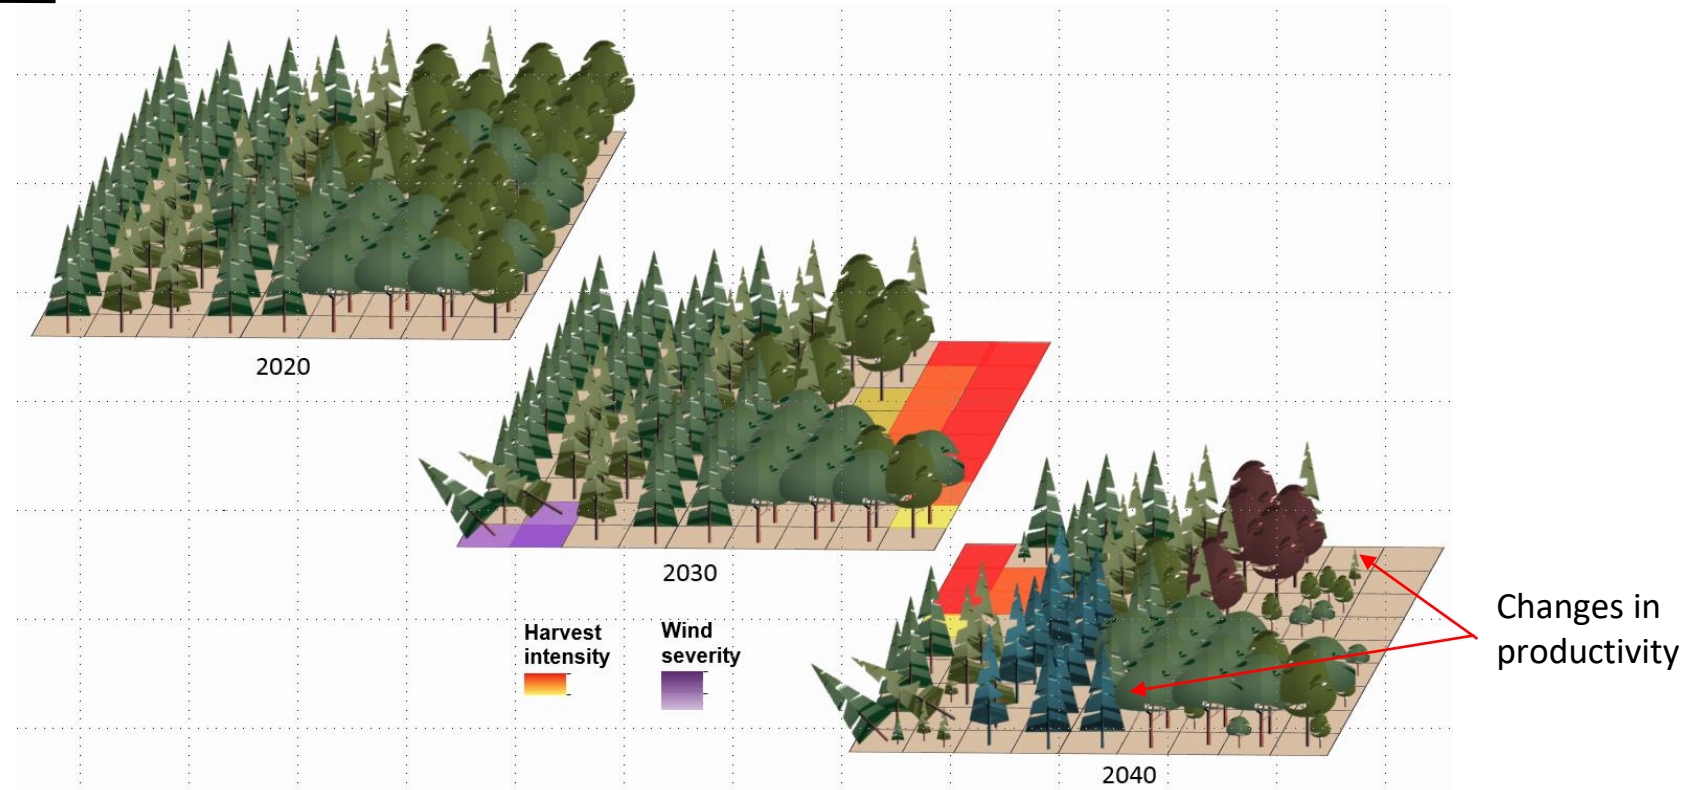 2020
2030
Harvest
intensity
Wind
severity
Changes in
productivity
2040